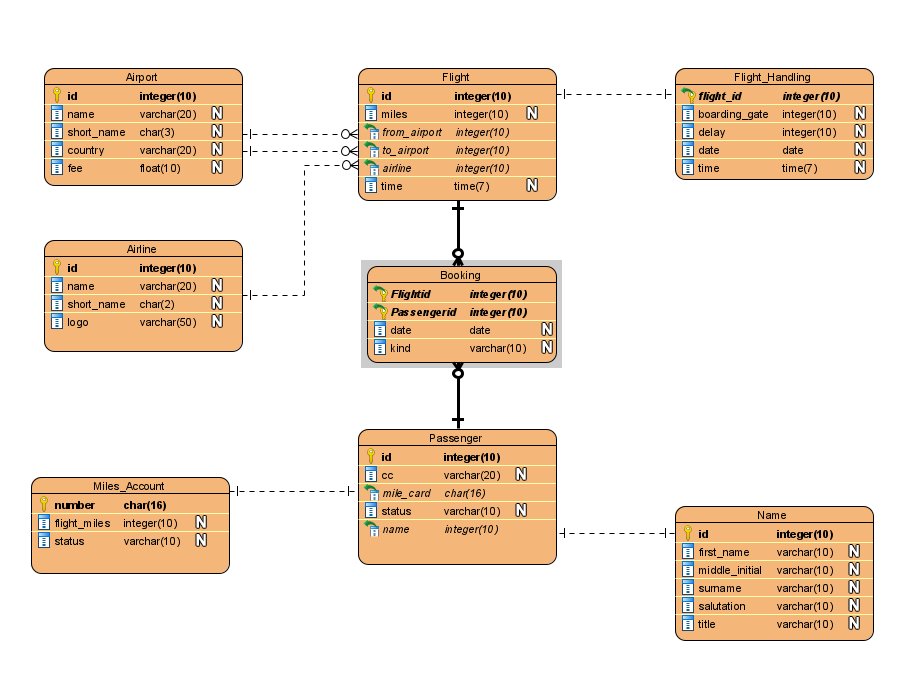 Airport
id integer(10)
name varchar(20) N
short_name char(3) N
country varchar(20) N
fee float(10) N
Flight
id integer(10)
miles integer(10) N
from_airport integer(10)
to_airport integer(10)
airline integer(10)
time time(7) N
Flight_Handling
flight_id integer(10)
boarding_gate integer(10) N
delay integer(10) N
date date N
time time(7) N
Airline
id integer(10)
name varchar(20) N
short_name char(2) N
logo varchar(50) N
Booking
Flightid integer(10)
Passengerid integer(10)
date date N
kind varchar(10) N
Passenger
id integer(10)
cc varchar(20) N
mile_card char(16)
status varchar(10) N
name integer(10)
Miles_Account
number char(16)
flight_miles integer(10) N
status varchar(10) N
Name
id integer(10)
first_name varchar(10) N
middle_initial varchar(10) N
surname varchar(10) N
salutation varchar(10) N
title varchar(10) N